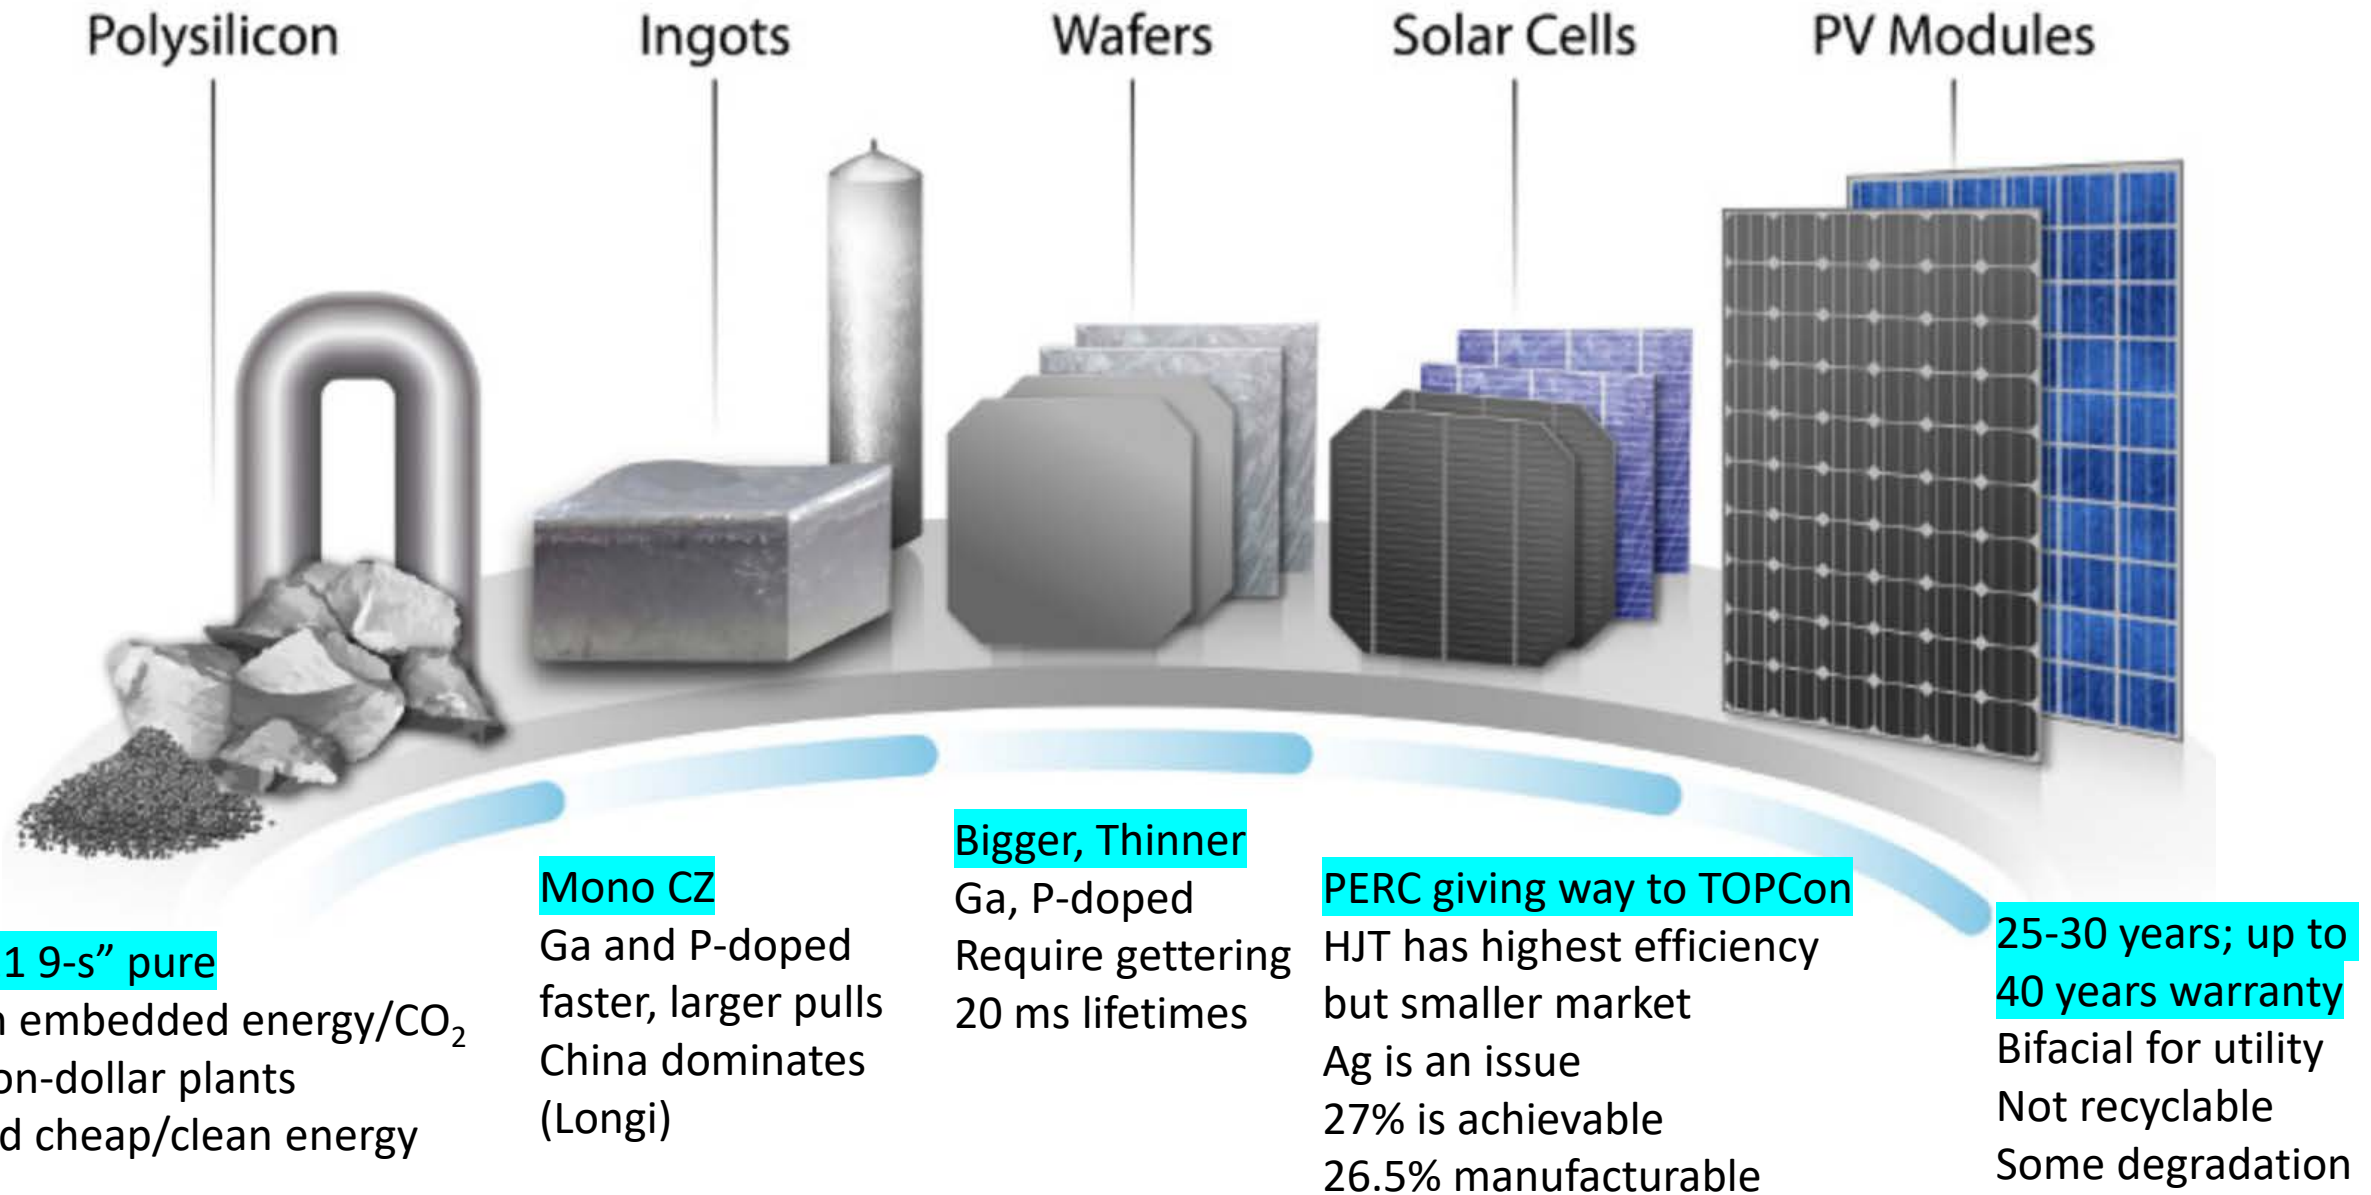 Polysilicon
Ingots
Wafers
Solar Cells
PV Modules
1 9-s” pure
embedded energy/CO₂
on-dollar plants
d cheap/clean energy
Mono CZ
Ga and P-doped
faster, larger pulls
China dominates
(Longi)
Bigger, Thinner
Ga, P-doped
Require gettering
20 ms lifetimes
PERC giving way to TOPCon
HJT has highest efficiency
but smaller market
Ag is an issue
27% is achievable
26.5% manufacturable
25-30 years; up to
40 years warranty
Bifacial for utility
Not recyclable
Some degradation